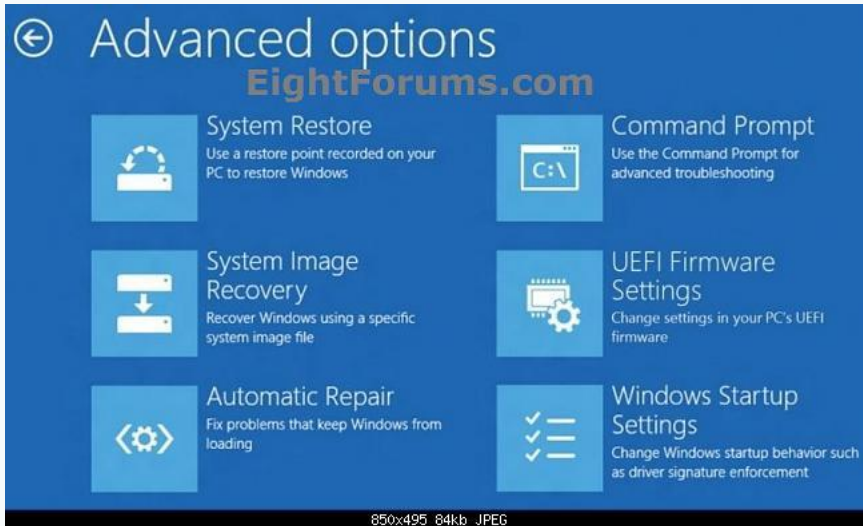 Advanced options
EightForums.com
System Restore
Use a restore point recorded on your
PC to restore Windows
Command Prompt
Use the Command Prompt for
advanced troubleshooting
C:\
System Image
Recovery
Recover Windows using a specific
system image file
UEFI Firmware
Settings
Change settings in your PC's UEFI
firmware
Automatic Repair
Fix problems that keep Windows from
loading
Windows Startup
Settings
Change Windows startup behavior such
as driver signature enforcement
850x495 84kb JPEG